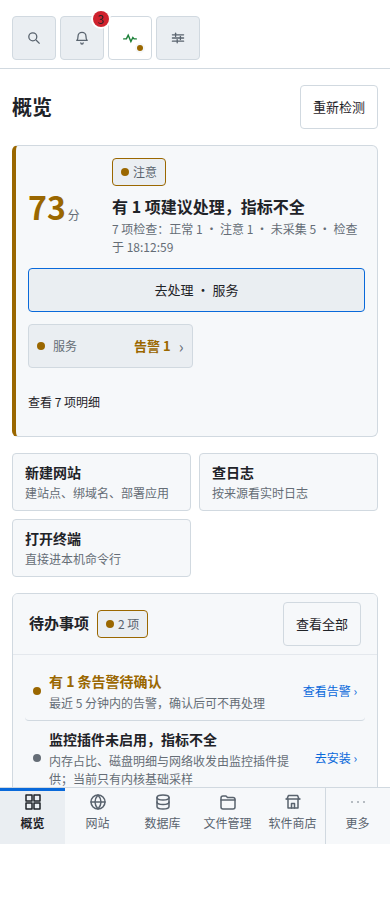 3
概览
重新检测
注意
73分
有 1 项建议处理，指标不全
7 项检查：正常 1 · 注意 1 · 未采集 5 · 检查
于 18:12:59
去处理 · 服务
服务 告警 1 ›
查看 7 项明细
新建网站
建站点、绑域名、部署应用
查日志
按来源看实时日志
打开终端
直接进本机命令行
待办事项 2 项 查看全部
有 1 条告警待确认
最近 5 分钟内的告警，确认后可不再处理
查看告警 ›
监控插件未启用，指标不全
内存占比、磁盘明细与网络收发由监控插件提
供；当前只有内核基础采样
去安装 ›
概览 网站 数据库 文件管理 软件商店 更多